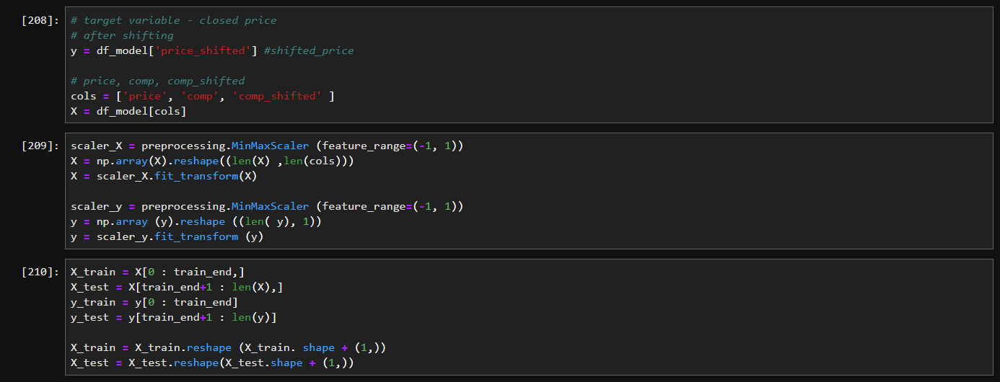 [208]:
# target variable - closed price
# after shifting
y = df_model['price_shifted'] #shifted_price
# price, comp, comp_shifted
cols = ['price', 'comp', 'comp_shifted' ]
X = df_model[cols]
[209]:
scaler_X = preprocessing.MinMaxScaler (feature_range=(-1, 1))
X = np.array(X).reshape((len(X) ,len(cols)))
X = scaler_X.fit_transform(X)
scaler_y = preprocessing.MinMaxScaler (feature_range=(-1, 1))
y = np.array (y).reshape ((len( y), 1))
y = scaler_y.fit_transform (y)
[210]:
X_train = X[0 : train_end,]
X_test = X[train_end+1 : len(X),]
y_train = y[0 : train_end]
y_test = y[train_end+1 : len(y)]
X_train = X_train.reshape (X_train. shape + (1,))
X_test = X_test.reshape(X_test.shape + (1,))